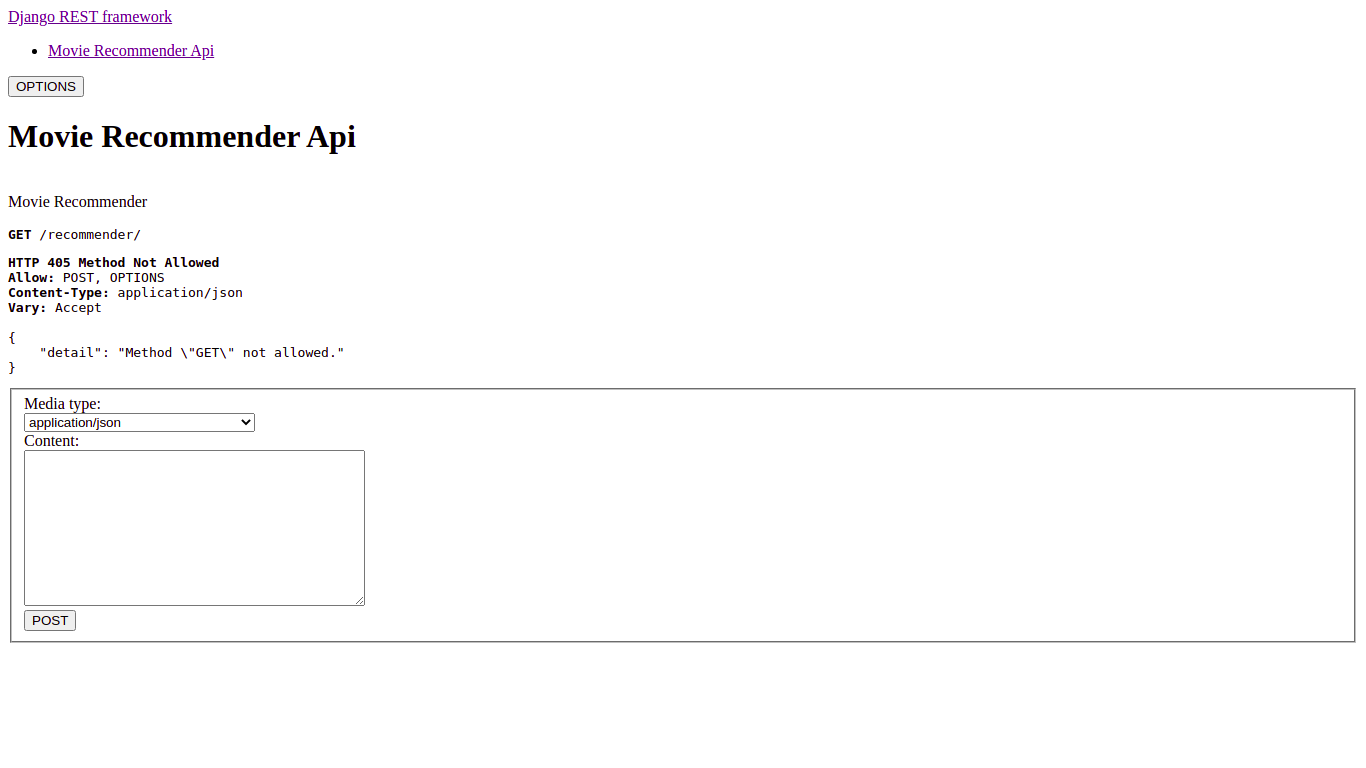 Django REST framework
Movie Recommender Api
OPTIONS
Movie Recommender Api
Movie Recommender
GET /recommender/
HTTP 405 Method Not Allowed
Allow: POST, OPTIONS
Content-Type: application/json
Vary: Accept
{
    "detail": "Method \"GET\" not allowed."
}
Media type:
application/json
Content:
POST